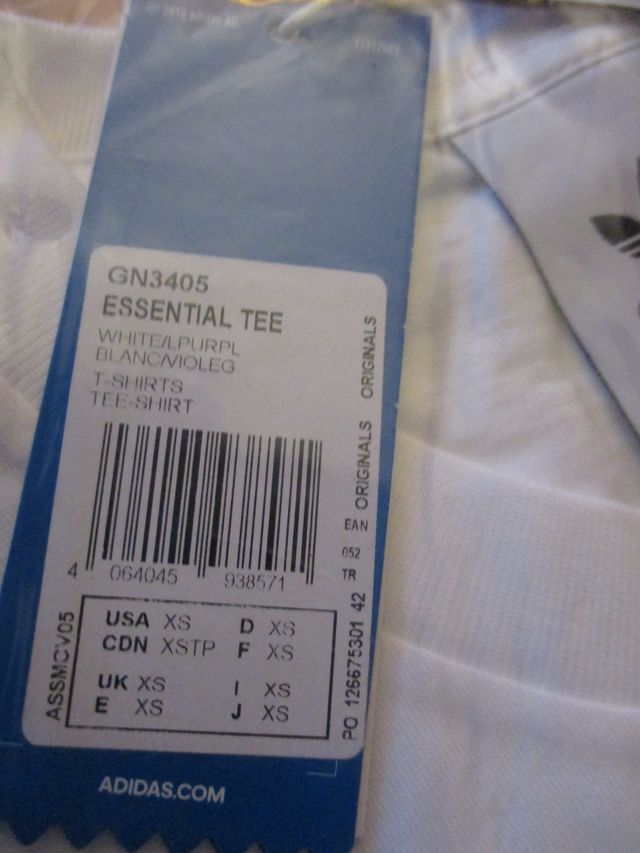 GN3405
ESSENTIAL TEE
WHITE/LPURPL
BLANC/VIOLEG
T-SHIRTS
TEE-SHIRT
ORIGINALS ORIGINALS
EAN
052
TR
4 064045 938571
USA XS D XS
CDN XSTP F XS
UK XS I XS
E XS J XS
ASSMCV05
PO 126675301 42
ADIDAS.COM